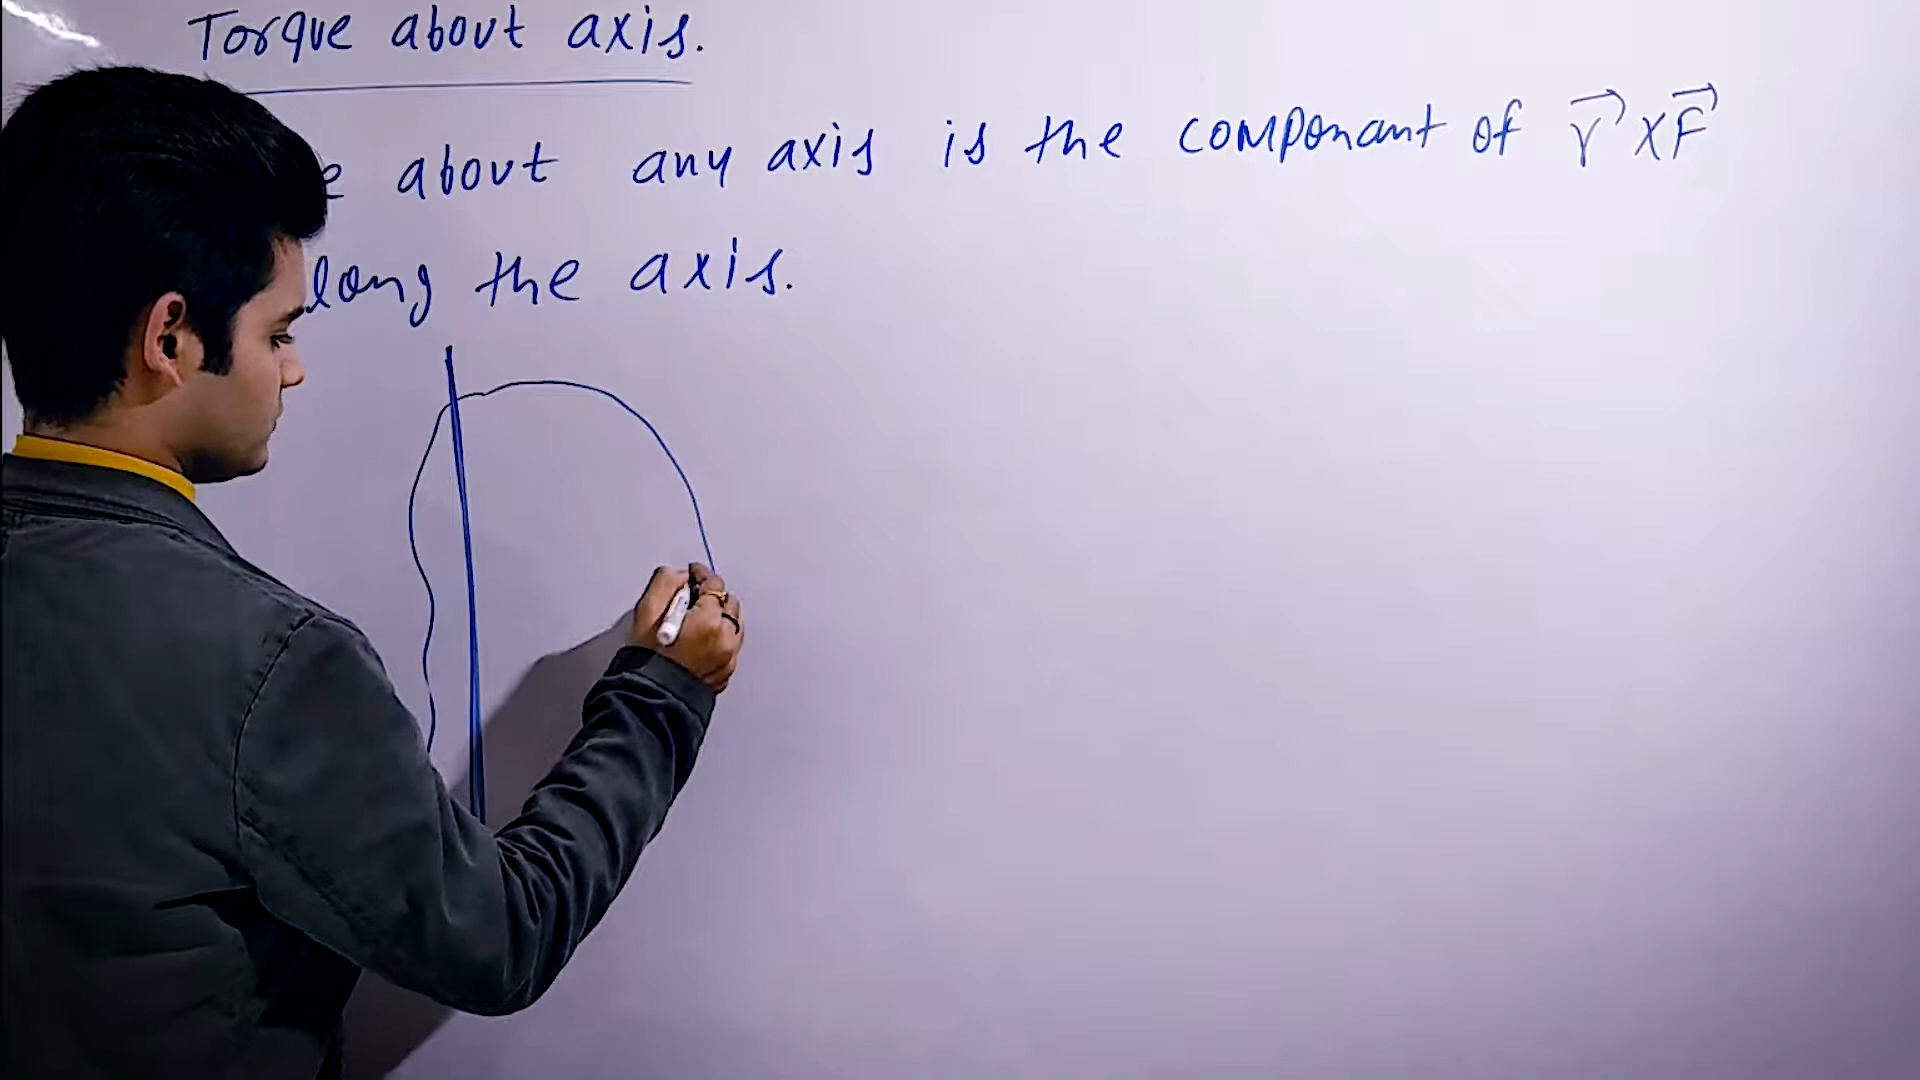 Torque about axis.
about any axis is the componant of r⃗ x F⃗
long the axis.